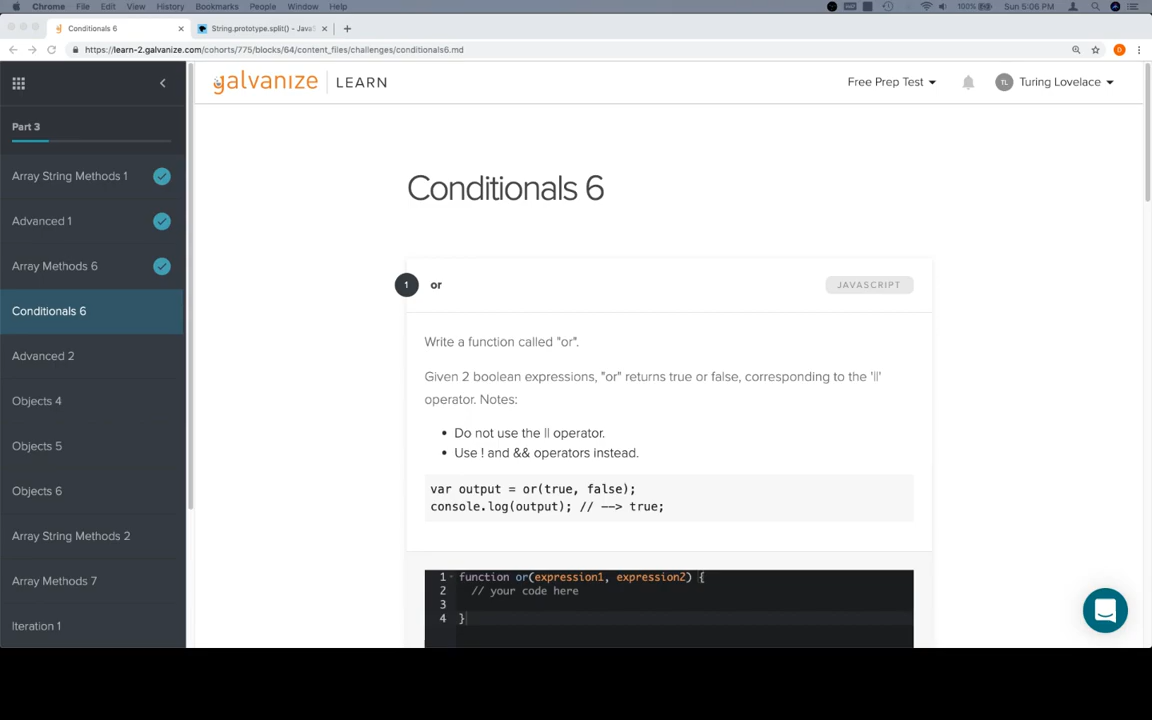 Chrome File Edit View History Bookmarks People Window Help 100% Sun 5:06 PM
Conditionals 6 × String.prototype.split() - Java × +
https://learn-2.galvanize.com/cohorts/775/blocks/64/content_files/challenges/conditionals6.md
galvanize | LEARN Free Prep Test TL Turing Lovelace
Part 3
Array String Methods 1
Advanced 1
Array Methods 6
Conditionals 6
Advanced 2
Objects 4
Objects 5
Objects 6
Array String Methods 2
Array Methods 7
Iteration 1
Conditionals 6
1 or JAVASCRIPT
Write a function called "or".
Given 2 boolean expressions, "or" returns true or false, corresponding to the '||'
operator. Notes:
• Do not use the || operator.
• Use ! and && operators instead.
var output = or(true, false);
console.log(output); // --> true;
1 function or(expression1, expression2) {
2 // your code here
3
4 }